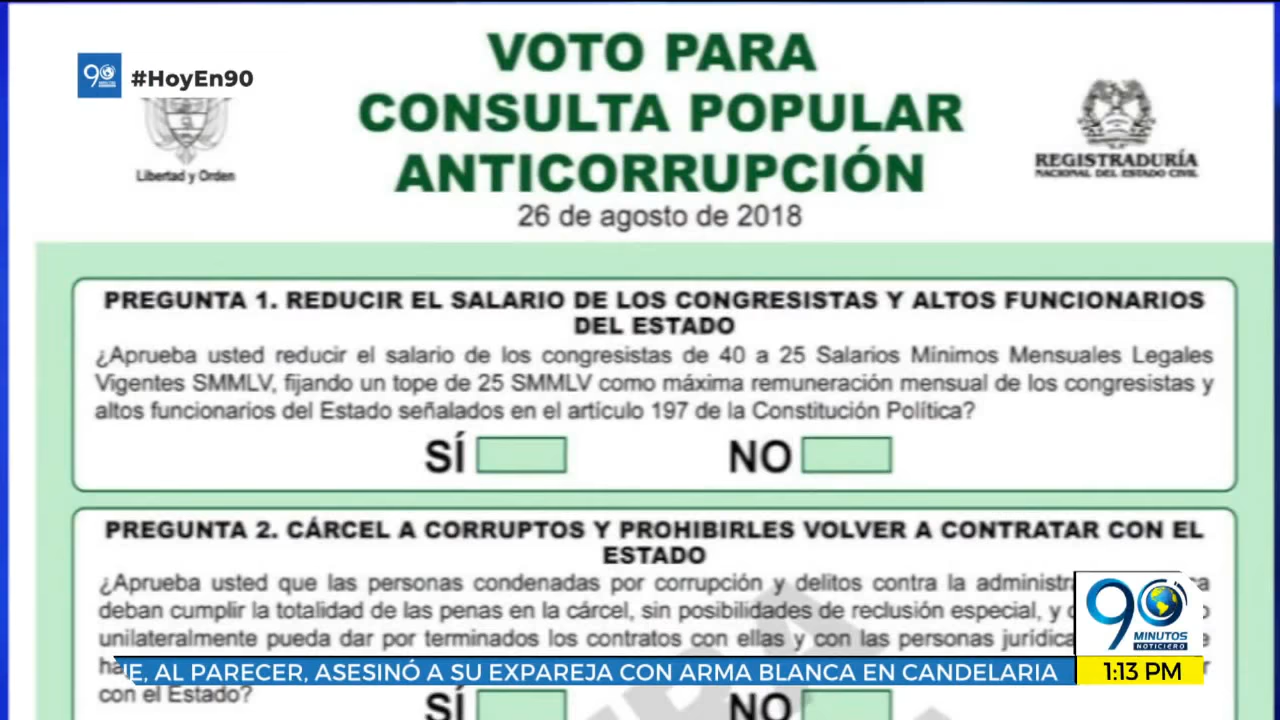 VOTO PARA
CONSULTA POPULAR
ANTICORRUPCIÓN
26 de agosto de 2018
90
#HoyEn90
Libertad y Orden
REGISTRADURÍA
NACIONAL DEL ESTADO CIVIL
PREGUNTA 1. REDUCIR EL SALARIO DE LOS CONGRESISTAS Y ALTOS FUNCIONARIOS
DEL ESTADO
¿Aprueba usted reducir el salario de los congresistas de 40 a 25 Salarios Mínimos Mensuales Legales
Vigentes SMMLV, fijando un tope de 25 SMMLV como máxima remuneración mensual de los congresistas y
altos funcionarios del Estado señalados en el artículo 197 de la Constitución Política?
SÍ NO
PREGUNTA 2. CÁRCEL A CORRUPTOS Y PROHIBIRLES VOLVER A CONTRATAR CON EL
ESTADO
¿Aprueba usted que las personas condenadas por corrupción y delitos contra la
deban cumplir la totalidad de las penas en la cárcel, sin posibilidades de reclusión especial, y
unilateralmente pueda dar por terminados los contratos con ellas y con las personas
con el Estado?
SÍ NO
AL PARECER, ASESINÓ A SU EXPAREJA CON ARMA BLANCA EN CANDELARIA
90
MINUTOS
NOTICIERO
1:13 PM